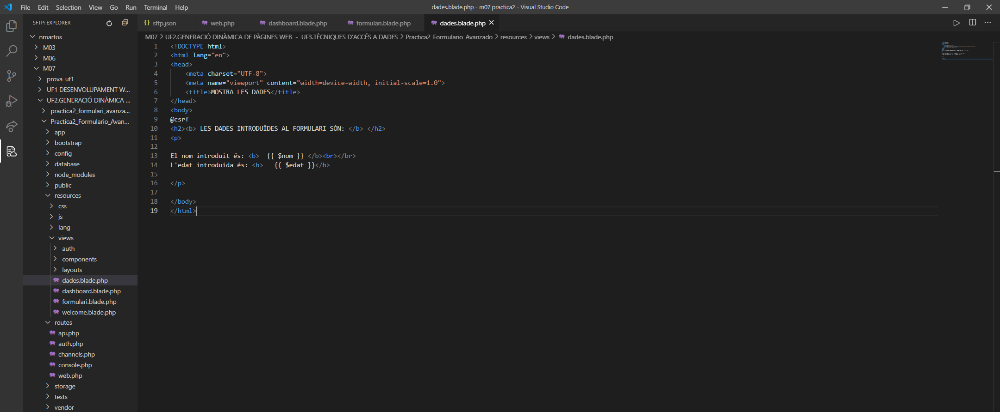 File Edit Selection View Go Run Terminal Help
dades.blade.php - m07 practica2 - Visual Studio Code
SFTP: EXPLORER
{} sftp.json
web.php
dashboard.blade.php
formulari.blade.php
dades.blade.php
nmartos
M03
M06
M07
prova_uf1
UF1 DESENVOLUPAMENT W...
UF2.GENERACIÓ DINÀMICA ...
practica2_formulari_avanza...
Practica2_Formulario_Avan...
app
bootstrap
config
database
node_modules
public
resources
css
js
lang
views
auth
components
layouts
dades.blade.php
dashboard.blade.php
formulari.blade.php
welcome.blade.php
routes
api.php
auth.php
channels.php
console.php
web.php
storage
tests
vendor
M07 > UF2.GENERACIÓ DINÀMICA DE PÀGINES WEB - UF3.TÈCNIQUES D'ACCÉS A DADES > Practica2_Formulario_Avanzado > resources > views > dades.blade.php
1 <!DOCTYPE html>
2 <html lang="en">
3 <head>
4 <meta charset="UTF-8">
5 <meta name="viewport" content="width=device-width, initial-scale=1.0">
6 <title>MOSTRA LES DADES</title>
7 </head>
8 <body>
9 @csrf
10 <h2><b> LES DADES INTRODUÏDES AL FORMULARI SÓN: </b> </h2>
11 <p>
12
13 El nom introduit és: <b>  {{ $nom }} </b><br></br>
14 L'edat introduida és: <b>   {{ $edat }}</b>
15
16 </p>
17
18 </body>
19 </html>